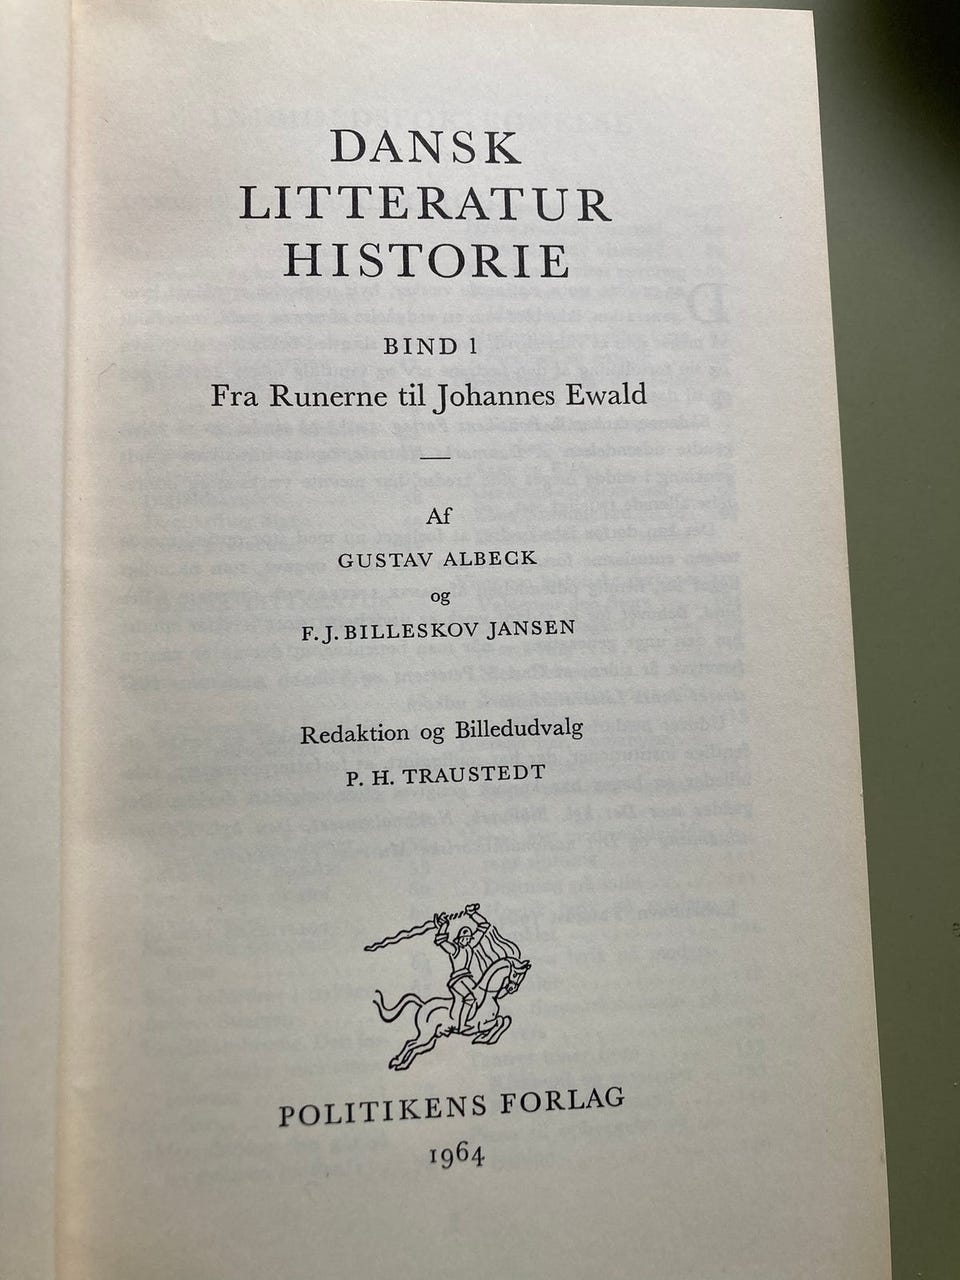 DANSK
LITTERATUR
HISTORIE
BIND 1
Fra Runerne til Johannes Ewald
Af
GUSTAV ALBECK
og
F. J. BILLESKOV JANSEN
Redaktion og Billedudvalg
P. H. TRAUSTEDT
POLITIKENS FORLAG
1964